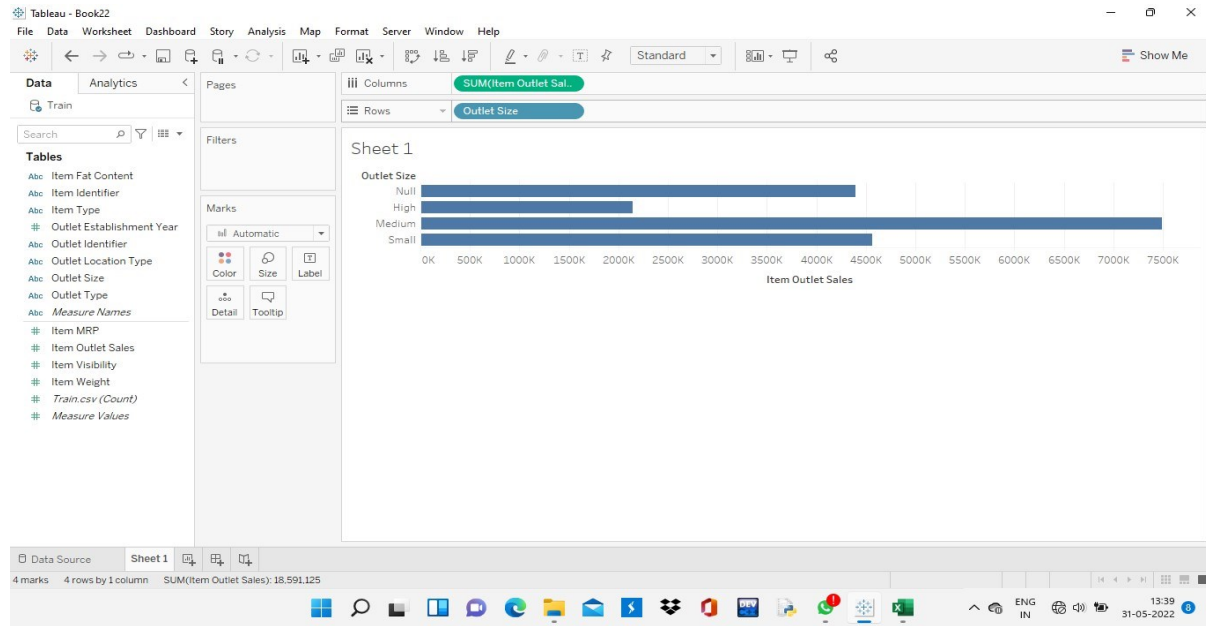 Tableau - Book22
File Data Worksheet Dashboard Story Analysis Map Format Server Window Help
Standard
Show Me
Data Analytics
Train
Search
Tables
Abc Item Fat Content
Abc Item Identifier
Abc Item Type
# Outlet Establishment Year
Abc Outlet Identifier
Abc Outlet Location Type
Abc Outlet Size
Abc Outlet Type
Abc Measure Names
# Item MRP
# Item Outlet Sales
# Item Visibility
# Item Weight
# Train.csv (Count)
# Measure Values
Pages
Filters
Marks
Automatic
Color Size Label
Detail Tooltip
Columns SUM(Item Outlet Sal..
Rows Outlet Size
Sheet 1
Outlet Size
Null
High
Medium
Small
0K 500K 1000K 1500K 2000K 2500K 3000K 3500K 4000K 4500K 5000K 5500K 6000K 6500K 7000K 7500K
Item Outlet Sales
Data Source Sheet 1
4 marks 4 rows by 1 column SUM(Item Outlet Sales): 18,591,125
DEV
ENG
IN
13:39
31-05-2022
8